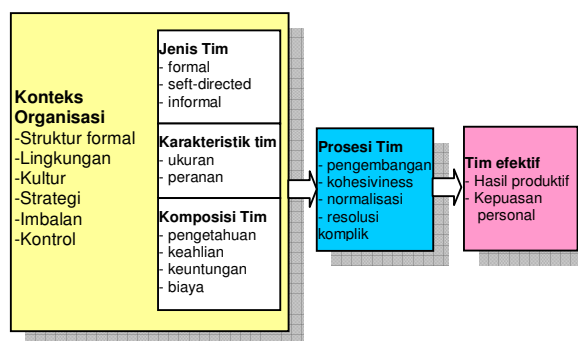 Konteks
Organisasi
-Struktur formal
-Lingkungan
-Kultur
-Strategi
-Imbalan
-Kontrol
Jenis Tim
- formal
- seft-directed
- informal
Karakteristik tim
- ukuran
- peranan
Komposisi Tim
- pengetahuan
- keahlian
- keuntungan
- biaya
Prosesi Tim
- pengembangan
- kohesiviness
- normalisasi
- resolusi
komplik
Tim efektif
- Hasil produktif
- Kepuasan
personal